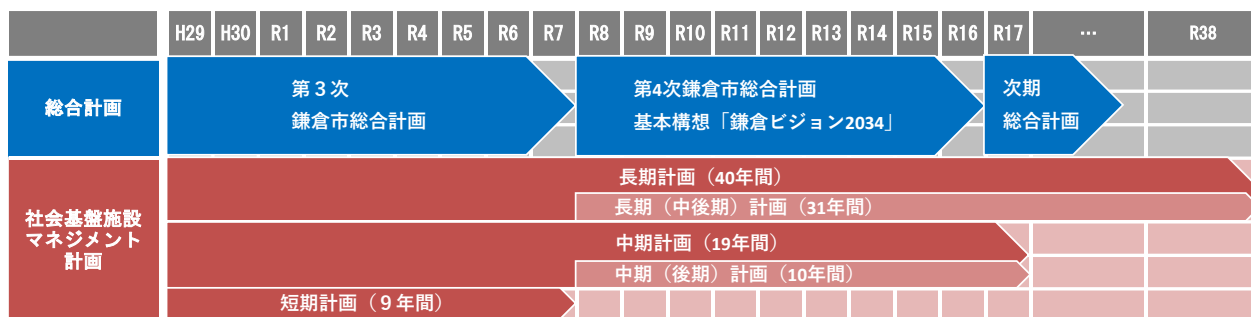 H29 H30 R1 R2 R3 R4 R5 R6 R7 R8 R9 R10 R11 R12 R13 R14 R15 R16 R17 … R38
総合計画
第３次
鎌倉市総合計画
第4次鎌倉市総合計画
基本構想「鎌倉ビジョン2034」
次期
総合計画
社会基盤施設
マネジメント
計画
長期計画（40年間）
長期（中後期）計画（31年間）
中期計画（19年間）
中期（後期）計画（10年間）
短期計画（９年間）